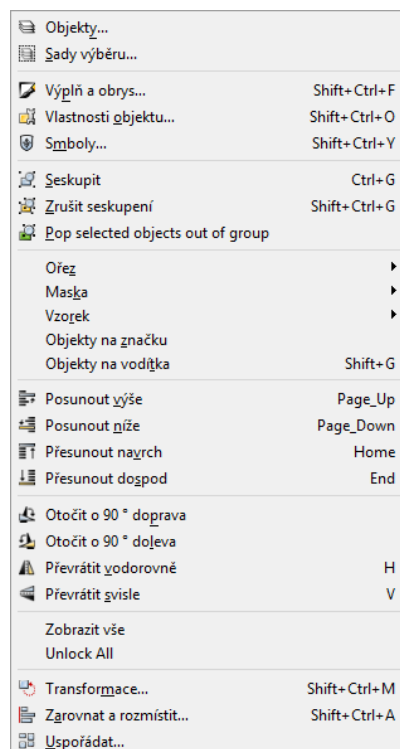 Objekty...
Sady výběru...
Výplň a obrys... Shift+Ctrl+F
Vlastnosti objektu... Shift+Ctrl+O
Smboly... Shift+Ctrl+Y
Seskupit Ctrl+G
Zrušit seskupení Shift+Ctrl+G
Pop selected objects out of group
Ořez
Maska
Vzorek
Objekty na značku
Objekty na vodítka Shift+G
Posunout výše Page_Up
Posunout níže Page_Down
Přesunout navrch Home
Přesunout dospod End
Otočit o 90 ° doprava
Otočit o 90 ° doleva
Převrátit vodorovně H
Převrátit svisle V
Zobrazit vše
Unlock All
Transformace... Shift+Ctrl+M
Zarovnat a rozmístit... Shift+Ctrl+A
Uspořádat...